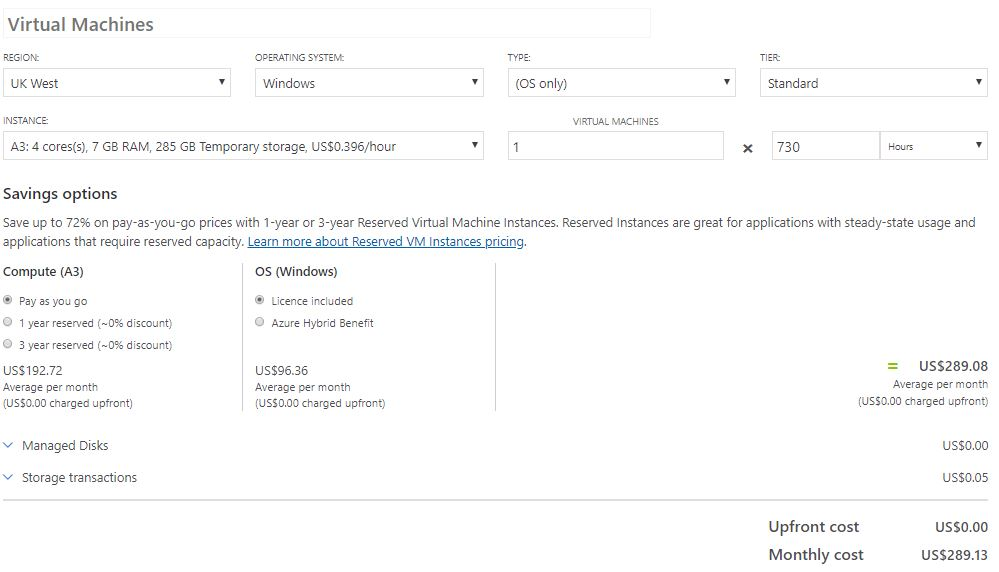 Virtual Machines
REGION: OPERATING SYSTEM: TYPE: TIER:
UK West Windows (OS only) Standard
INSTANCE: VIRTUAL MACHINES
A3: 4 cores(s), 7 GB RAM, 285 GB Temporary storage, US$0.396/hour 1 × 730 Hours
Savings options
Save up to 72% on pay-as-you-go prices with 1-year or 3-year Reserved Virtual Machine Instances. Reserved Instances are great for applications with steady-state usage and
applications that require reserved capacity. Learn more about Reserved VM Instances pricing.
Compute (A3) OS (Windows)
Pay as you go Licence included
1 year reserved (~0% discount) Azure Hybrid Benefit
3 year reserved (~0% discount)
US$192.72 US$96.36 = US$289.08
Average per month Average per month Average per month
(US$0.00 charged upfront) (US$0.00 charged upfront) (US$0.00 charged upfront)
Managed Disks US$0.00
Storage transactions US$0.05
Upfront cost US$0.00
Monthly cost US$289.13